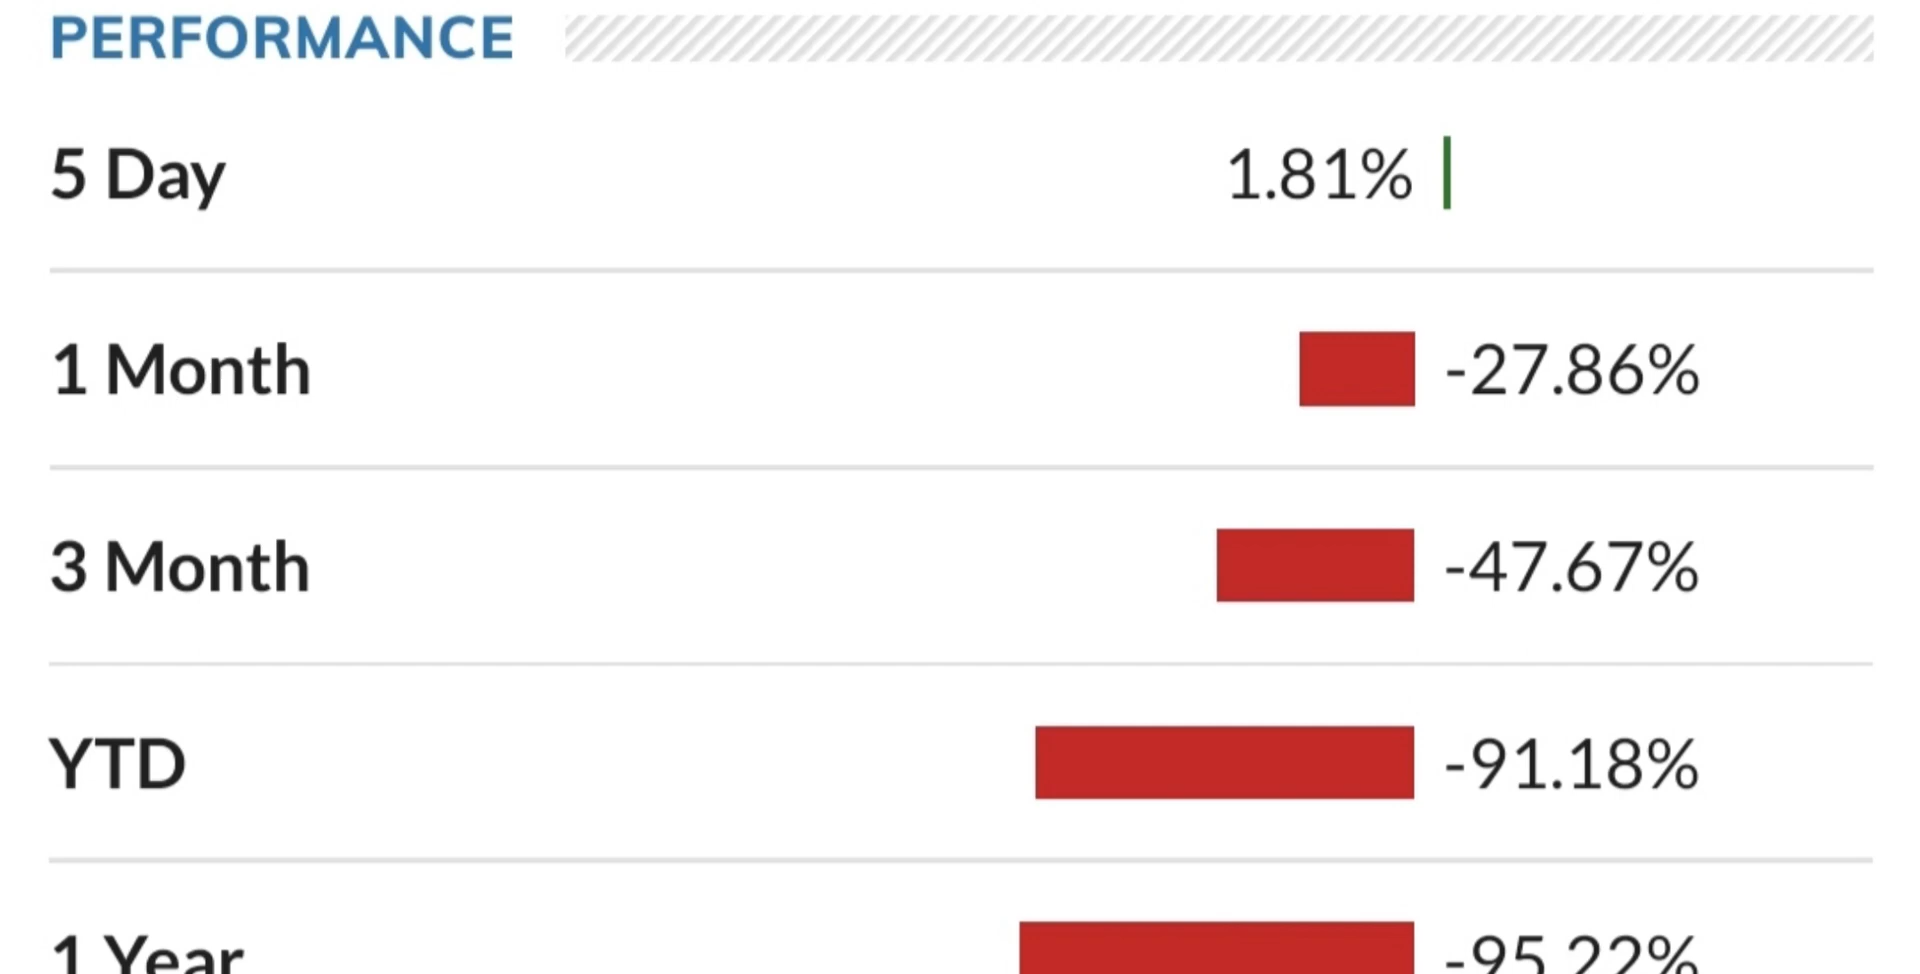 PERFORMANCE
5 Day 1.81%
1 Month -27.86%
3 Month -47.67%
YTD -91.18%
1 Year -95.22%